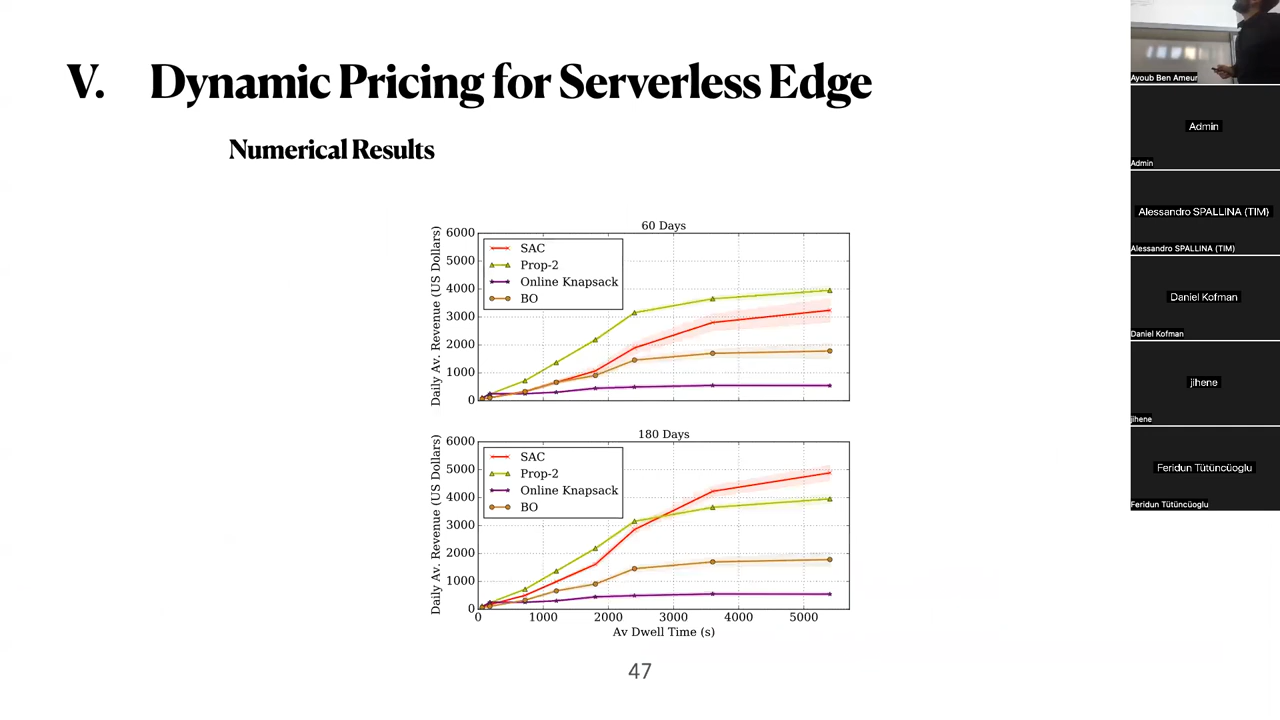 V. Dynamic Pricing for Serverless Edge
Numerical Results
60 Days
Daily Av. Revenue (US Dollars)
6000
5000
4000
3000
2000
1000
0
SAC
Prop-2
Online Knapsack
BO
180 Days
Daily Av. Revenue (US Dollars)
6000
5000
4000
3000
2000
1000
0
SAC
Prop-2
Online Knapsack
BO
0 1000 2000 3000 4000 5000
Av Dwell Time (s)
47
Ayoub Ben Ameur
Admin
Admin
Alessandro SPALLINA (TIM)
Alessandro SPALLINA (TIM)
Daniel Kofman
Daniel Kofman
jihene
jihene
Feridun Tütüncüoglu
Feridun Tütüncüoglu